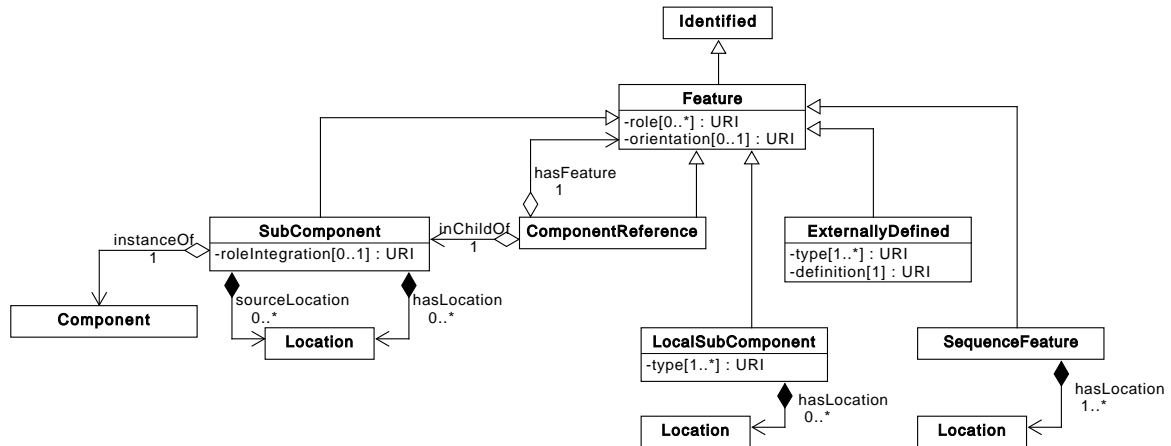 Identified
Feature
-role[0..*] : URI
-orientation[0..1] : URI
hasFeature
1
SubComponent
-roleIntegration[0..1] : URI
instanceOf
1
inChildOf
1
ComponentReference
ExternallyDefined
-type[1..*] : URI
-definition[1] : URI
sourceLocation
0..*
hasLocation
0..*
Component
Location
LocalSubComponent
-type[1..*] : URI
SequenceFeature
hasLocation
0..*
hasLocation
1..*
Location
Location